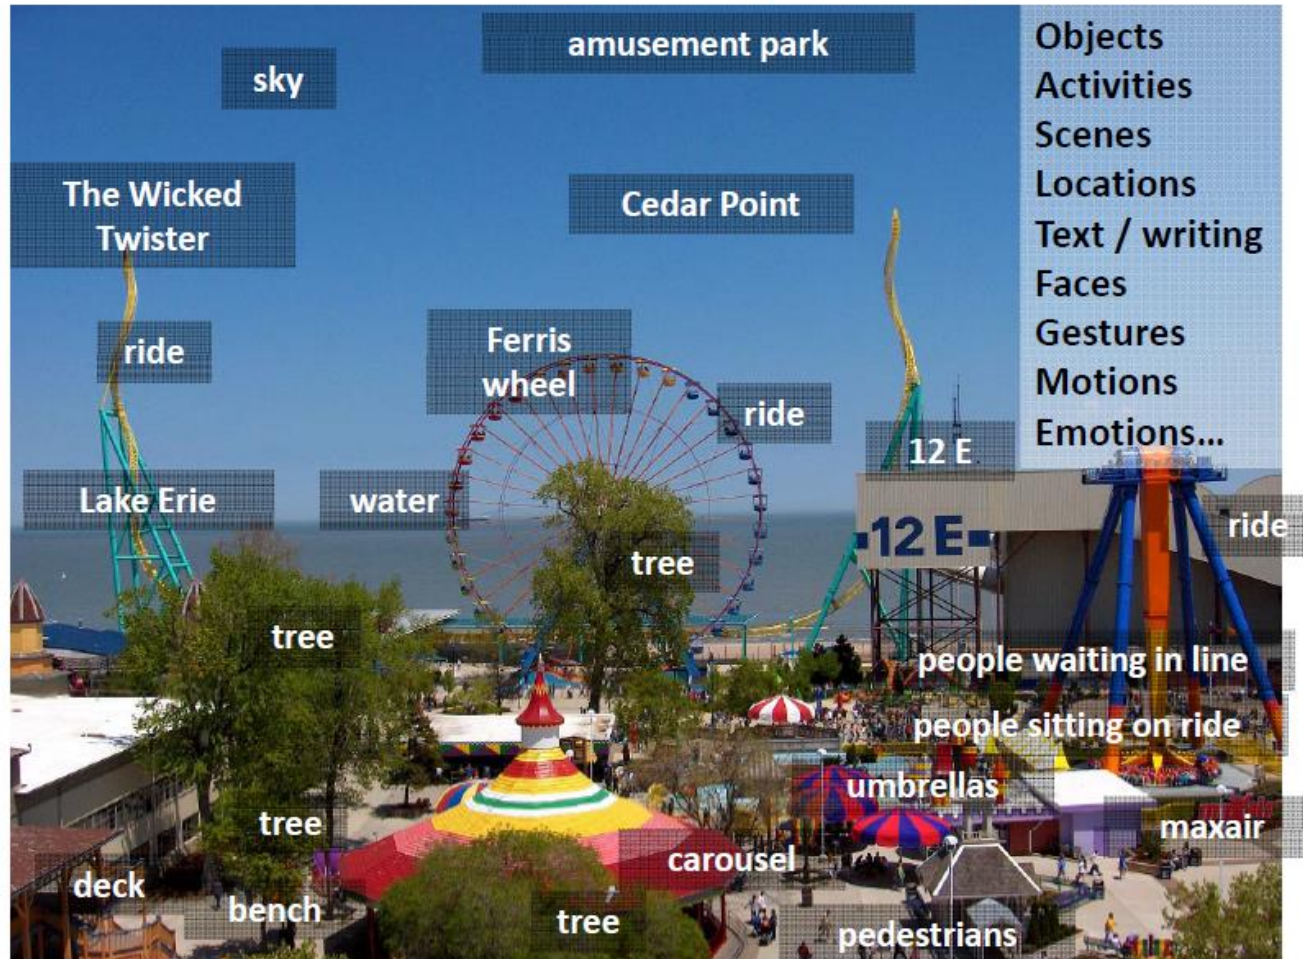 amusement park
sky
Objects
Activities
Scenes
Locations
Text / writing
Faces
Gestures
Motions
Emotions...
The Wicked
Twister
Cedar Point
ride
Ferris
wheel
ride
12 E
Lake Erie
water
ride
12 E
tree
tree
people waiting in line
people sitting on ride
umbrellas
tree
maxair
carousel
deck
bench
tree
pedestrians